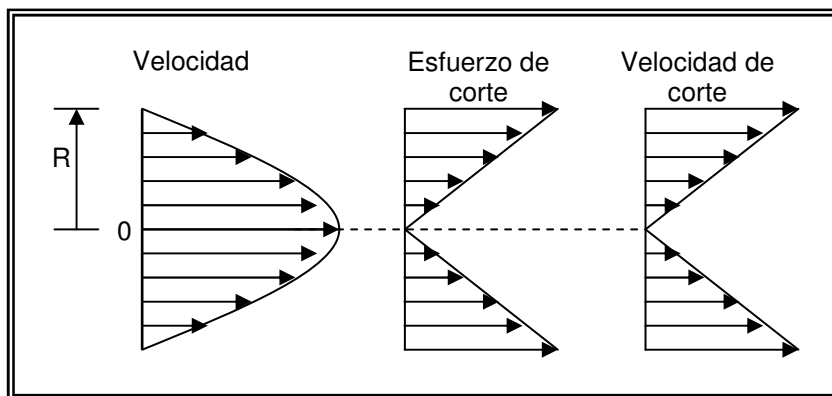 Velocidad
Esfuerzo de
corte
Velocidad de
corte
R
0